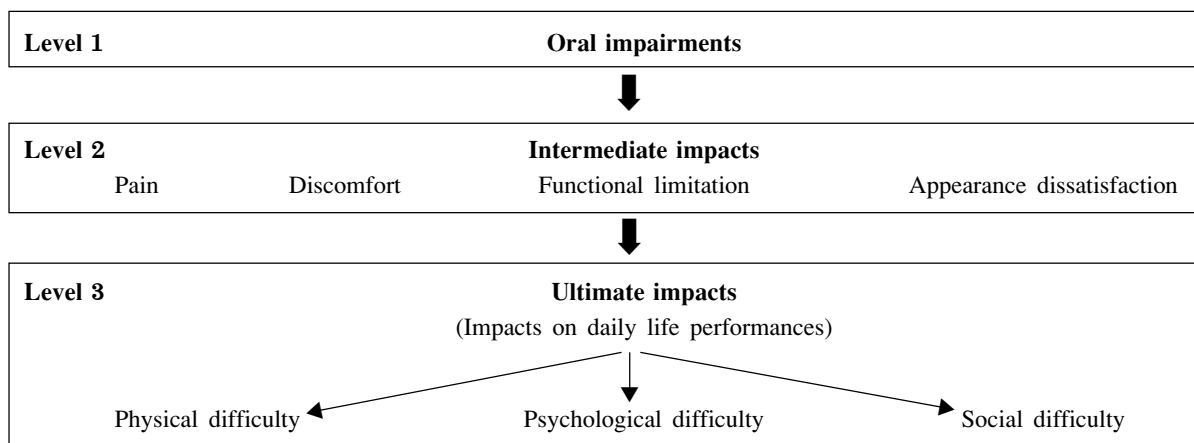 Level 1 Oral impairments
Level 2 Intermediate impacts
Pain Discomfort Functional limitation Appearance dissatisfaction
Level 3 Ultimate impacts
(Impacts on daily life performances)
Physical difficulty Psychological difficulty Social difficulty